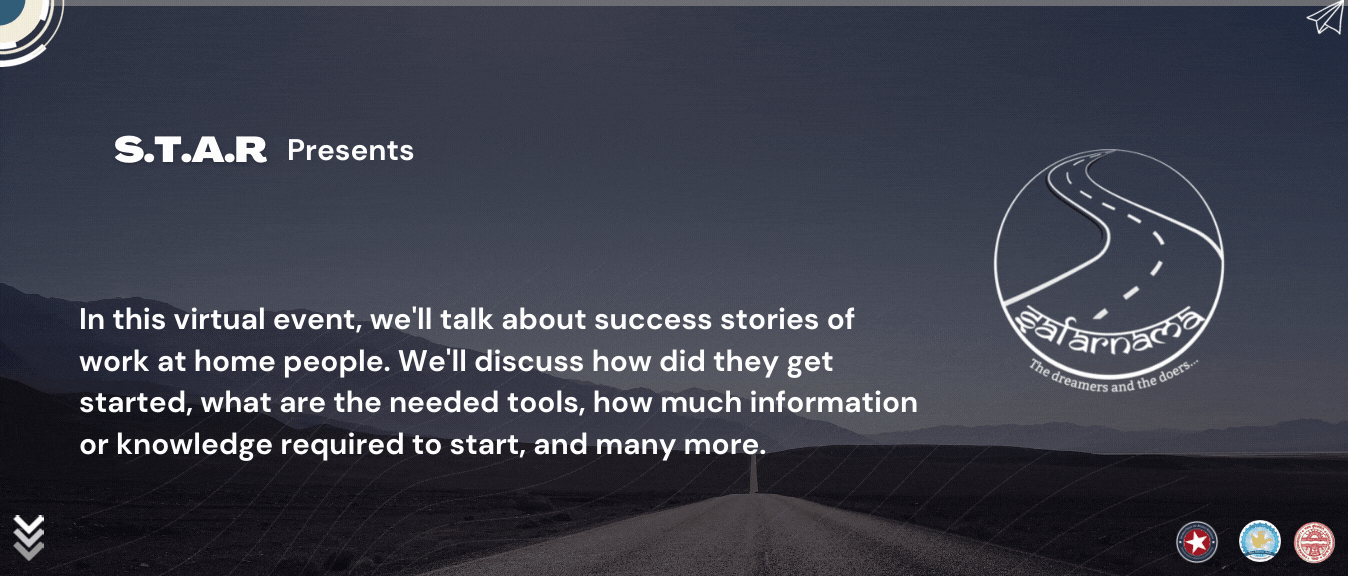 S.T.A.R Presents
In this virtual event, we'll talk about success stories of
work at home people. We'll discuss how did they get
started, what are the needed tools, how much information
or knowledge required to start, and many more.
safarnama
The dreamers and the doers...